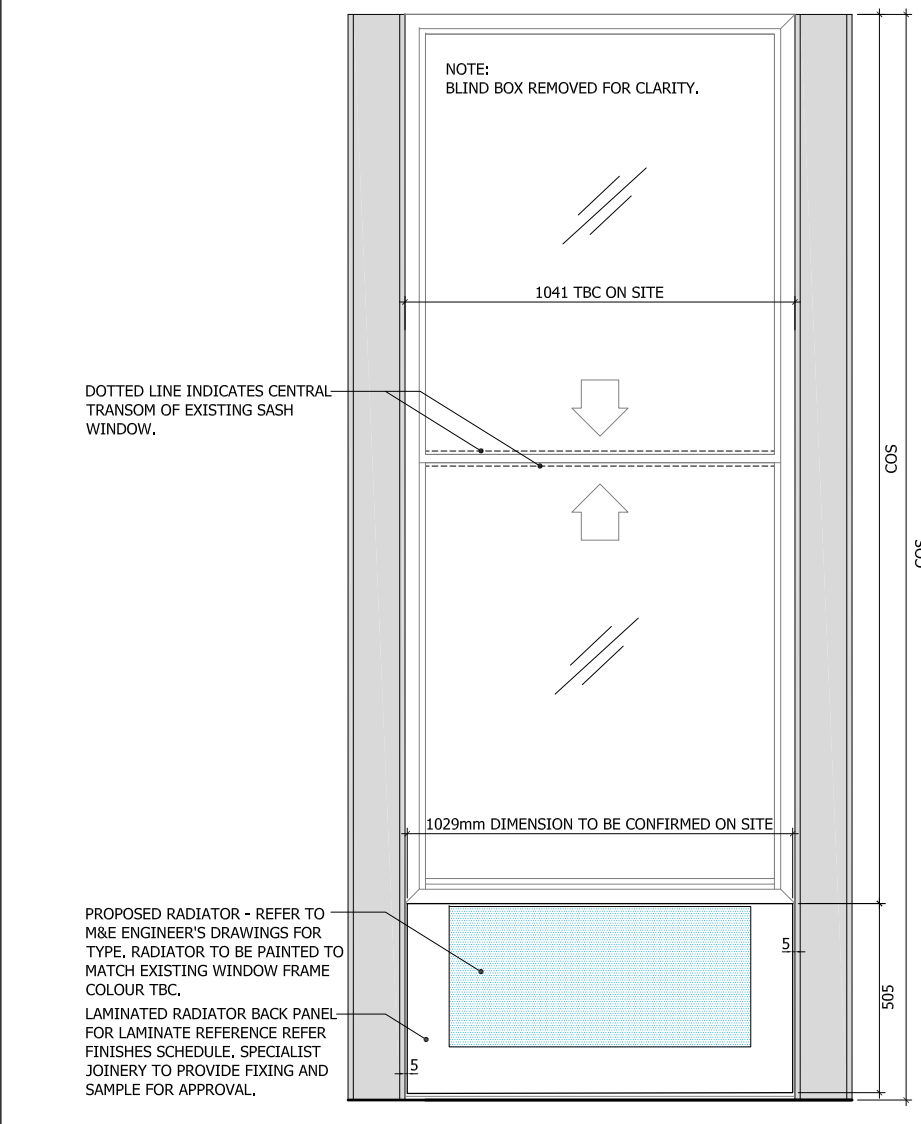 NOTE:
BLIND BOX REMOVED FOR CLARITY.
1041 TBC ON SITE
DOTTED LINE INDICATES CENTRAL
TRANSOM OF EXISTING SASH
WINDOW.
COS
COS
1029mm DIMENSION TO BE CONFIRMED ON SITE
PROPOSED RADIATOR - REFER TO
M&E ENGINEER'S DRAWINGS FOR
TYPE. RADIATOR TO BE PAINTED TO
MATCH EXISTING WINDOW FRAME
COLOUR TBC.
5
505
LAMINATED RADIATOR BACK PANEL
FOR LAMINATE REFERENCE REFER
FINISHES SCHEDULE. SPECIALIST
JOINERY TO PROVIDE FIXING AND
SAMPLE FOR APPROVAL.
5